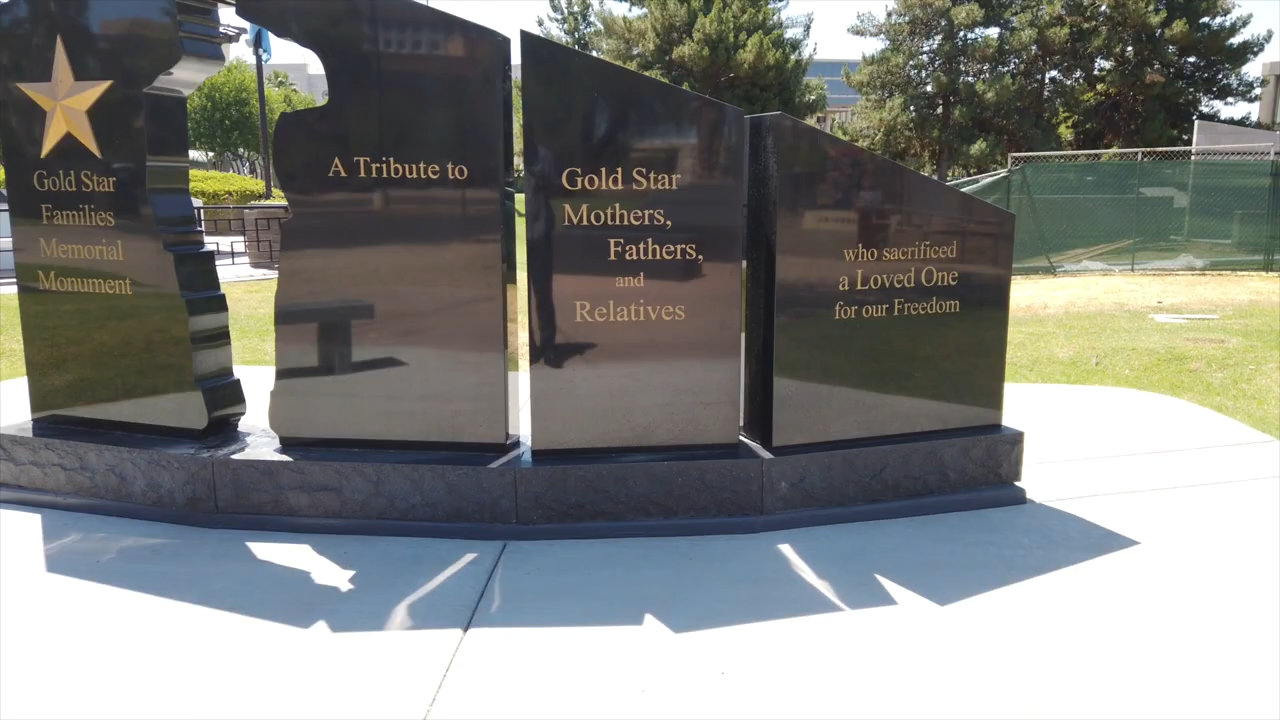 Gold Star
Families
Memorial
Monument
A Tribute to
Gold Star
Mothers,
Fathers,
and
Relatives
who sacrificed
a Loved One
for our Freedom